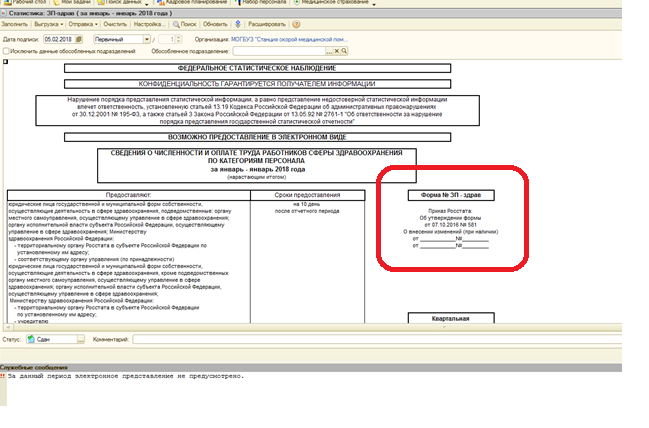 Рабочий стол Мои задачи Поиск данных Кадровое планирование Набор персонала Медицинское страхование
Статистика: ЗП-здрав ( за январь - январь 2018 года )
Заполнить Выгрузка Отправка Очистить Настройка... Поиск Обновить Расшифровать
Дата подписи: 05.02.2018 Первичный / 1 Организация: МОГБУЗ "Станция скорой медицинской пом...
Исключить данные обособленных подразделений Обособленное подразделение: ...
ФЕДЕРАЛЬНОЕ СТАТИСТИЧЕСКОЕ НАБЛЮДЕНИЕ
КОНФИДЕНЦИАЛЬНОСТЬ ГАРАНТИРУЕТСЯ ПОЛУЧАТЕЛЕМ ИНФОРМАЦИИ
Нарушение порядка представления статистической информации, а равно представление недостоверной статистической информации
влечет ответственность, установленную статьей 13.19 Кодекса Российской Федерации об административных правонарушениях
от 30.12.2001 № 195-ФЗ, а также статьей 3 Закона Российской Федерации от 13.05.92 № 2761-1 "Об ответственности за нарушение
порядка представления государственной статистической отчетности"
ВОЗМОЖНО ПРЕДОСТАВЛЕНИЕ В ЭЛЕКТРОННОМ ВИДЕ
СВЕДЕНИЯ О ЧИСЛЕННОСТИ И ОПЛАТЕ ТРУДА РАБОТНИКОВ СФЕРЫ ЗДРАВООХРАНЕНИЯ
ПО КАТЕГОРИЯМ ПЕРСОНАЛА
за январь - январь 2018 года
(нарастающим итогом)
Предоставляют:
юридические лица государственной и муниципальной форм собственности,
осуществляющие деятельность в сфере здравоохранения, подведомственные: органу
местного самоуправления, осуществляющему управление в сфере здравоохранения;
органу исполнительной власти субъекта Российской Федерации, осуществляющему
управление в сфере здравоохранения; Министерству
здравоохранения Российской Федерации:
- территориальному органу Росстата в субъекте Российской Федерации по
установленному им адресу;
- соответствующему органу управления (по принадлежности)
юридические лица государственной и муниципальной форм собственности,
осуществляющие деятельность в сфере здравоохранения, кроме подведомственных
органу местного самоуправления, осуществляющему управление в сфере
здравоохранения; органу исполнительной власти субъекта Российской Федерации,
осуществляющему управление в сфере здравоохранения;
Министерству здравоохранения Российской Федерации:
- территориальному органу Росстата в субъекте Российской Федерации
по установленному им адресу;
- учредителю
Сроки предоставления
на 10 день
после отчетного периода
Форма № ЗП - здрав
Приказ Росстата:
Об утверждении формы
от 07.10.2016 № 581
О внесении изменений (при наличии)
от ________№________
от ________№________
Квартальная
Статус: Сдан ... Комментарий:
Служебные сообщения
!! За данный период электронное представление не предусмотрено.